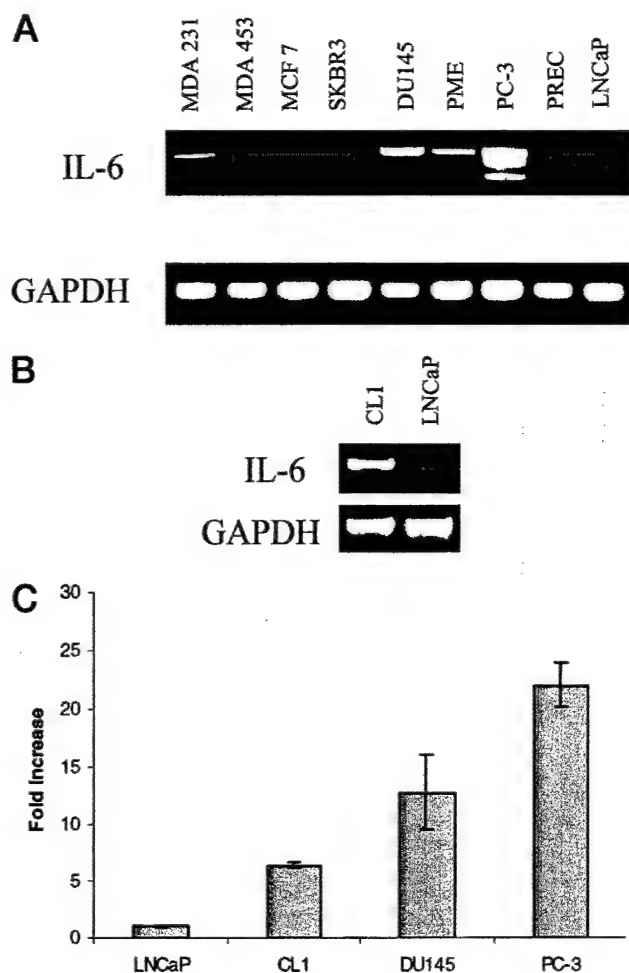 A
MDA 231
MDA 453
MCF 7
SKBR3
DU145
PME
PC-3
PREC
LNCaP
IL-6
GAPDH
B
CL1
LNCaP
IL-6
GAPDH
C
Fold Increase
30
25
20
15
10
5
0
LNCaP
CL1
DU145
PC-3